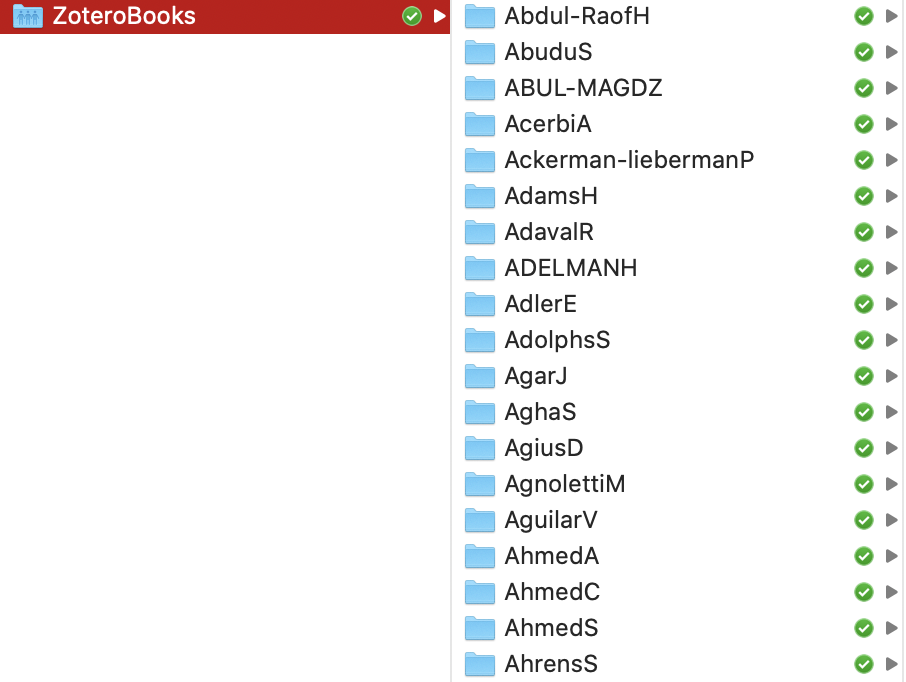 ZoteroBooks
Abdul-RaofH
AbuduS
ABUL-MAGDZ
AcerbiA
Ackerman-liebermanP
AdamsH
AdavalR
ADELMANH
AdlerE
AdolphsS
AgarJ
AghaS
AgiusD
AgnolettiM
AguilarV
AhmedA
AhmedC
AhmedS
AhrensS